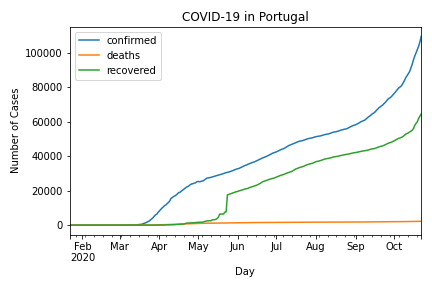 COVID-19 in Portugal
confirmed
deaths
recovered
Number of Cases
100000
80000
60000
40000
20000
0
Feb Mar Apr May Jun Jul Aug Sep Oct
2020
Day